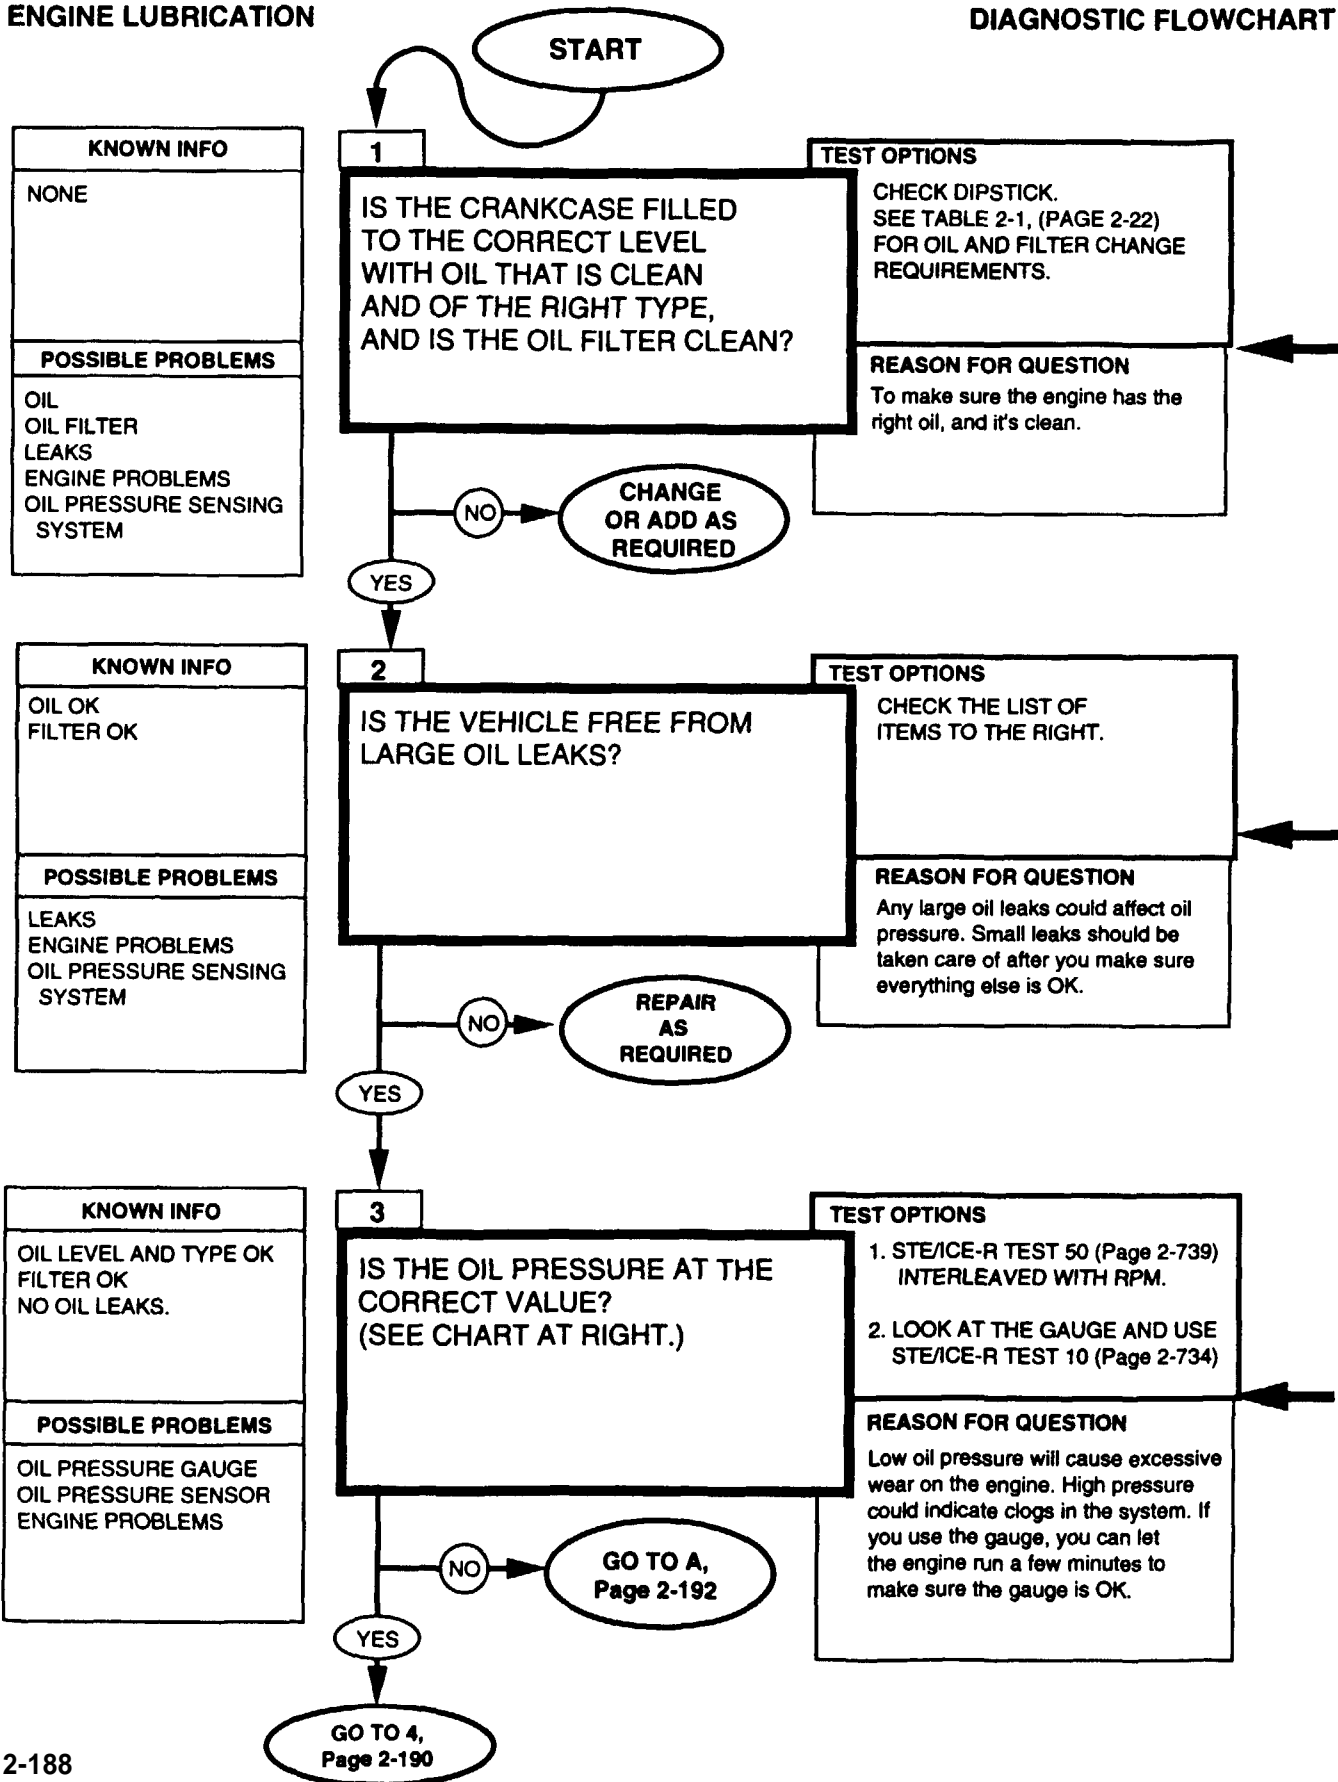 ENGINE LUBRICATION
DIAGNOSTIC FLOWCHART
START
KNOWN INFO
NONE
POSSIBLE PROBLEMS
OIL
OIL FILTER
LEAKS
ENGINE PROBLEMS
OIL PRESSURE SENSING
SYSTEM
1
IS THE CRANKCASE FILLED
TO THE CORRECT LEVEL
WITH OIL THAT IS CLEAN
AND OF THE RIGHT TYPE,
AND IS THE OIL FILTER CLEAN?
TEST OPTIONS
CHECK DIPSTICK.
SEE TABLE 2-1, (PAGE 2-22)
FOR OIL AND FILTER CHANGE
REQUIREMENTS.
REASON FOR QUESTION
To make sure the engine has the
right oil, and it's clean.
NO
CHANGE
OR ADD AS
REQUIRED
YES
KNOWN INFO
OIL OK
FILTER OK
POSSIBLE PROBLEMS
LEAKS
ENGINE PROBLEMS
OIL PRESSURE SENSING
SYSTEM
2
IS THE VEHICLE FREE FROM
LARGE OIL LEAKS?
TEST OPTIONS
CHECK THE LIST OF
ITEMS TO THE RIGHT.
REASON FOR QUESTION
Any large oil leaks could affect oil
pressure. Small leaks should be
taken care of after you make sure
everything else is OK.
NO
REPAIR
AS
REQUIRED
YES
KNOWN INFO
OIL LEVEL AND TYPE OK
FILTER OK
NO OIL LEAKS.
POSSIBLE PROBLEMS
OIL PRESSURE GAUGE
OIL PRESSURE SENSOR
ENGINE PROBLEMS
3
IS THE OIL PRESSURE AT THE
CORRECT VALUE?
(SEE CHART AT RIGHT.)
TEST OPTIONS
1. STE/ICE-R TEST 50 (Page 2-739)
INTERLEAVED WITH RPM.
2. LOOK AT THE GAUGE AND USE
STE/ICE-R TEST 10 (Page 2-734)
REASON FOR QUESTION
Low oil pressure will cause excessive
wear on the engine. High pressure
could indicate clogs in the system. If
you use the gauge, you can let
the engine run a few minutes to
make sure the gauge is OK.
NO
GO TO A,
Page 2-192
YES
GO TO 4,
Page 2-190
2-188